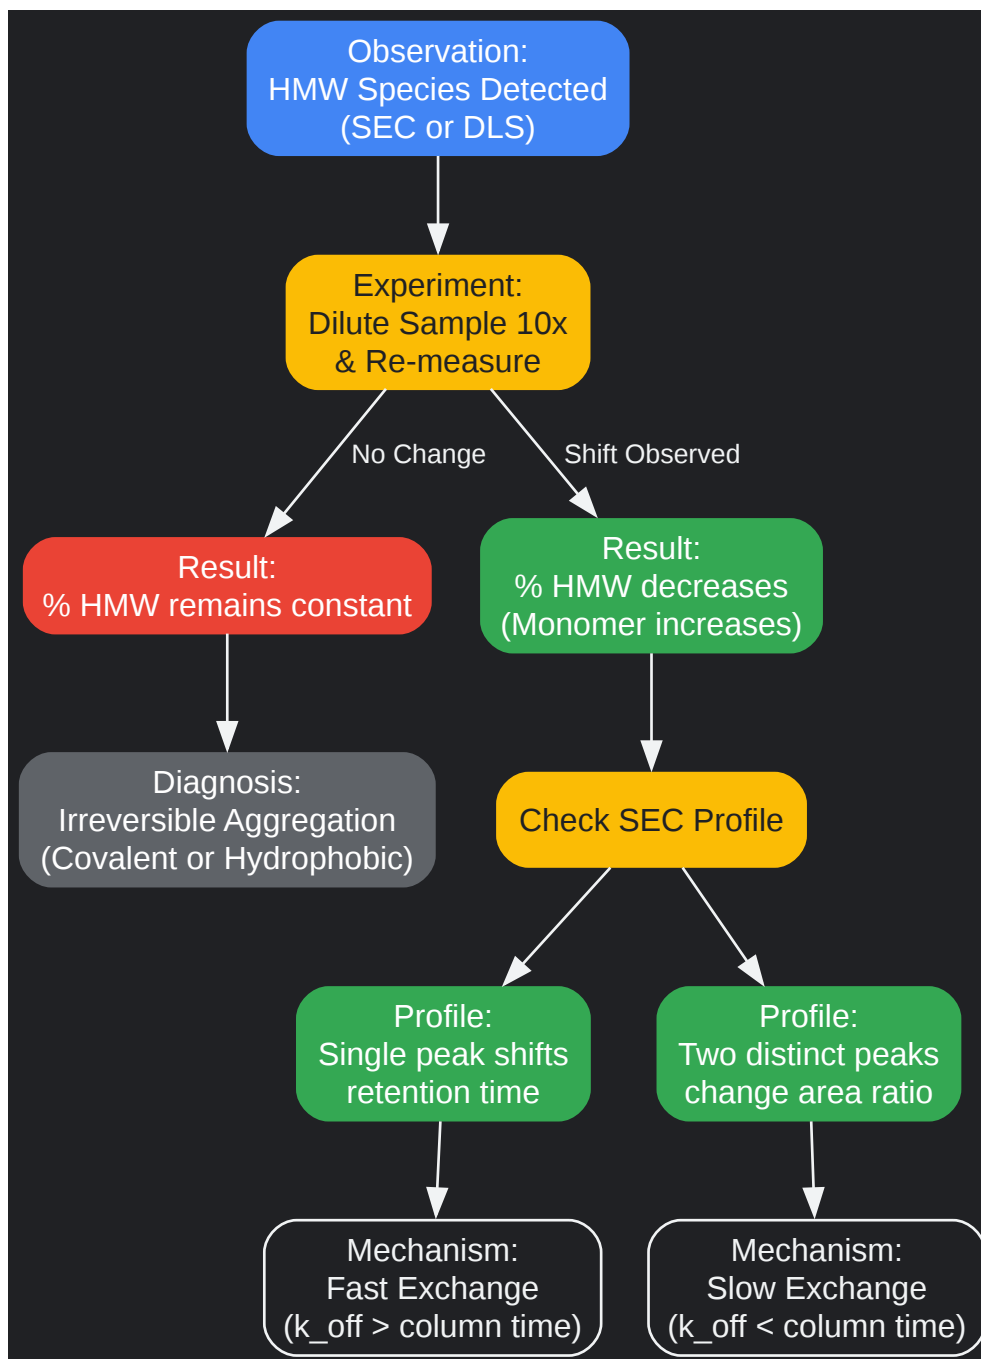 Observation:
HMW Species Detected
(SEC or DLS)
Experiment:
Dilute Sample 10x
& Re-measure
No Change
Shift Observed
Result:
% HMW remains constant
Result:
% HMW decreases
(Monomer increases)
Diagnosis:
Irreversible Aggregation
(Covalent or Hydrophobic)
Check SEC Profile
Profile:
Single peak shifts
retention time
Profile:
Two distinct peaks
change area ratio
Mechanism:
Fast Exchange
(k_off > column time)
Mechanism:
Slow Exchange
(k_off < column time)